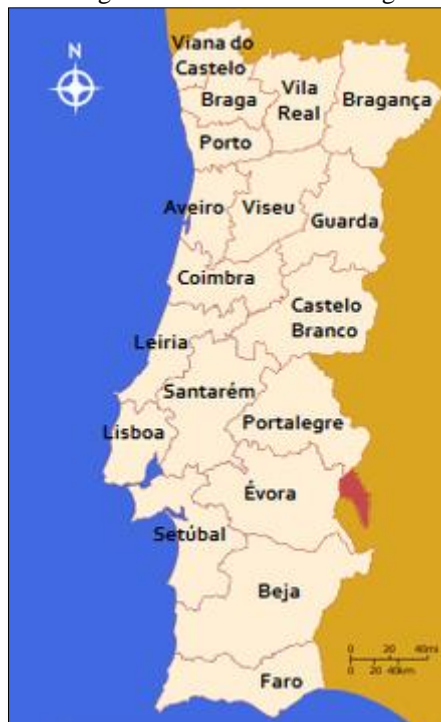 N
Viana do
Castelo
Braga
Vila
Real
Bragança
Porto
Aveiro
Viseu
Guarda
Coimbra
Castelo
Branco
Leiria
Santarém
Lisboa
Portalegre
Évora
Setúbal
Beja
0 20 40mi
0 20 40km
Faro